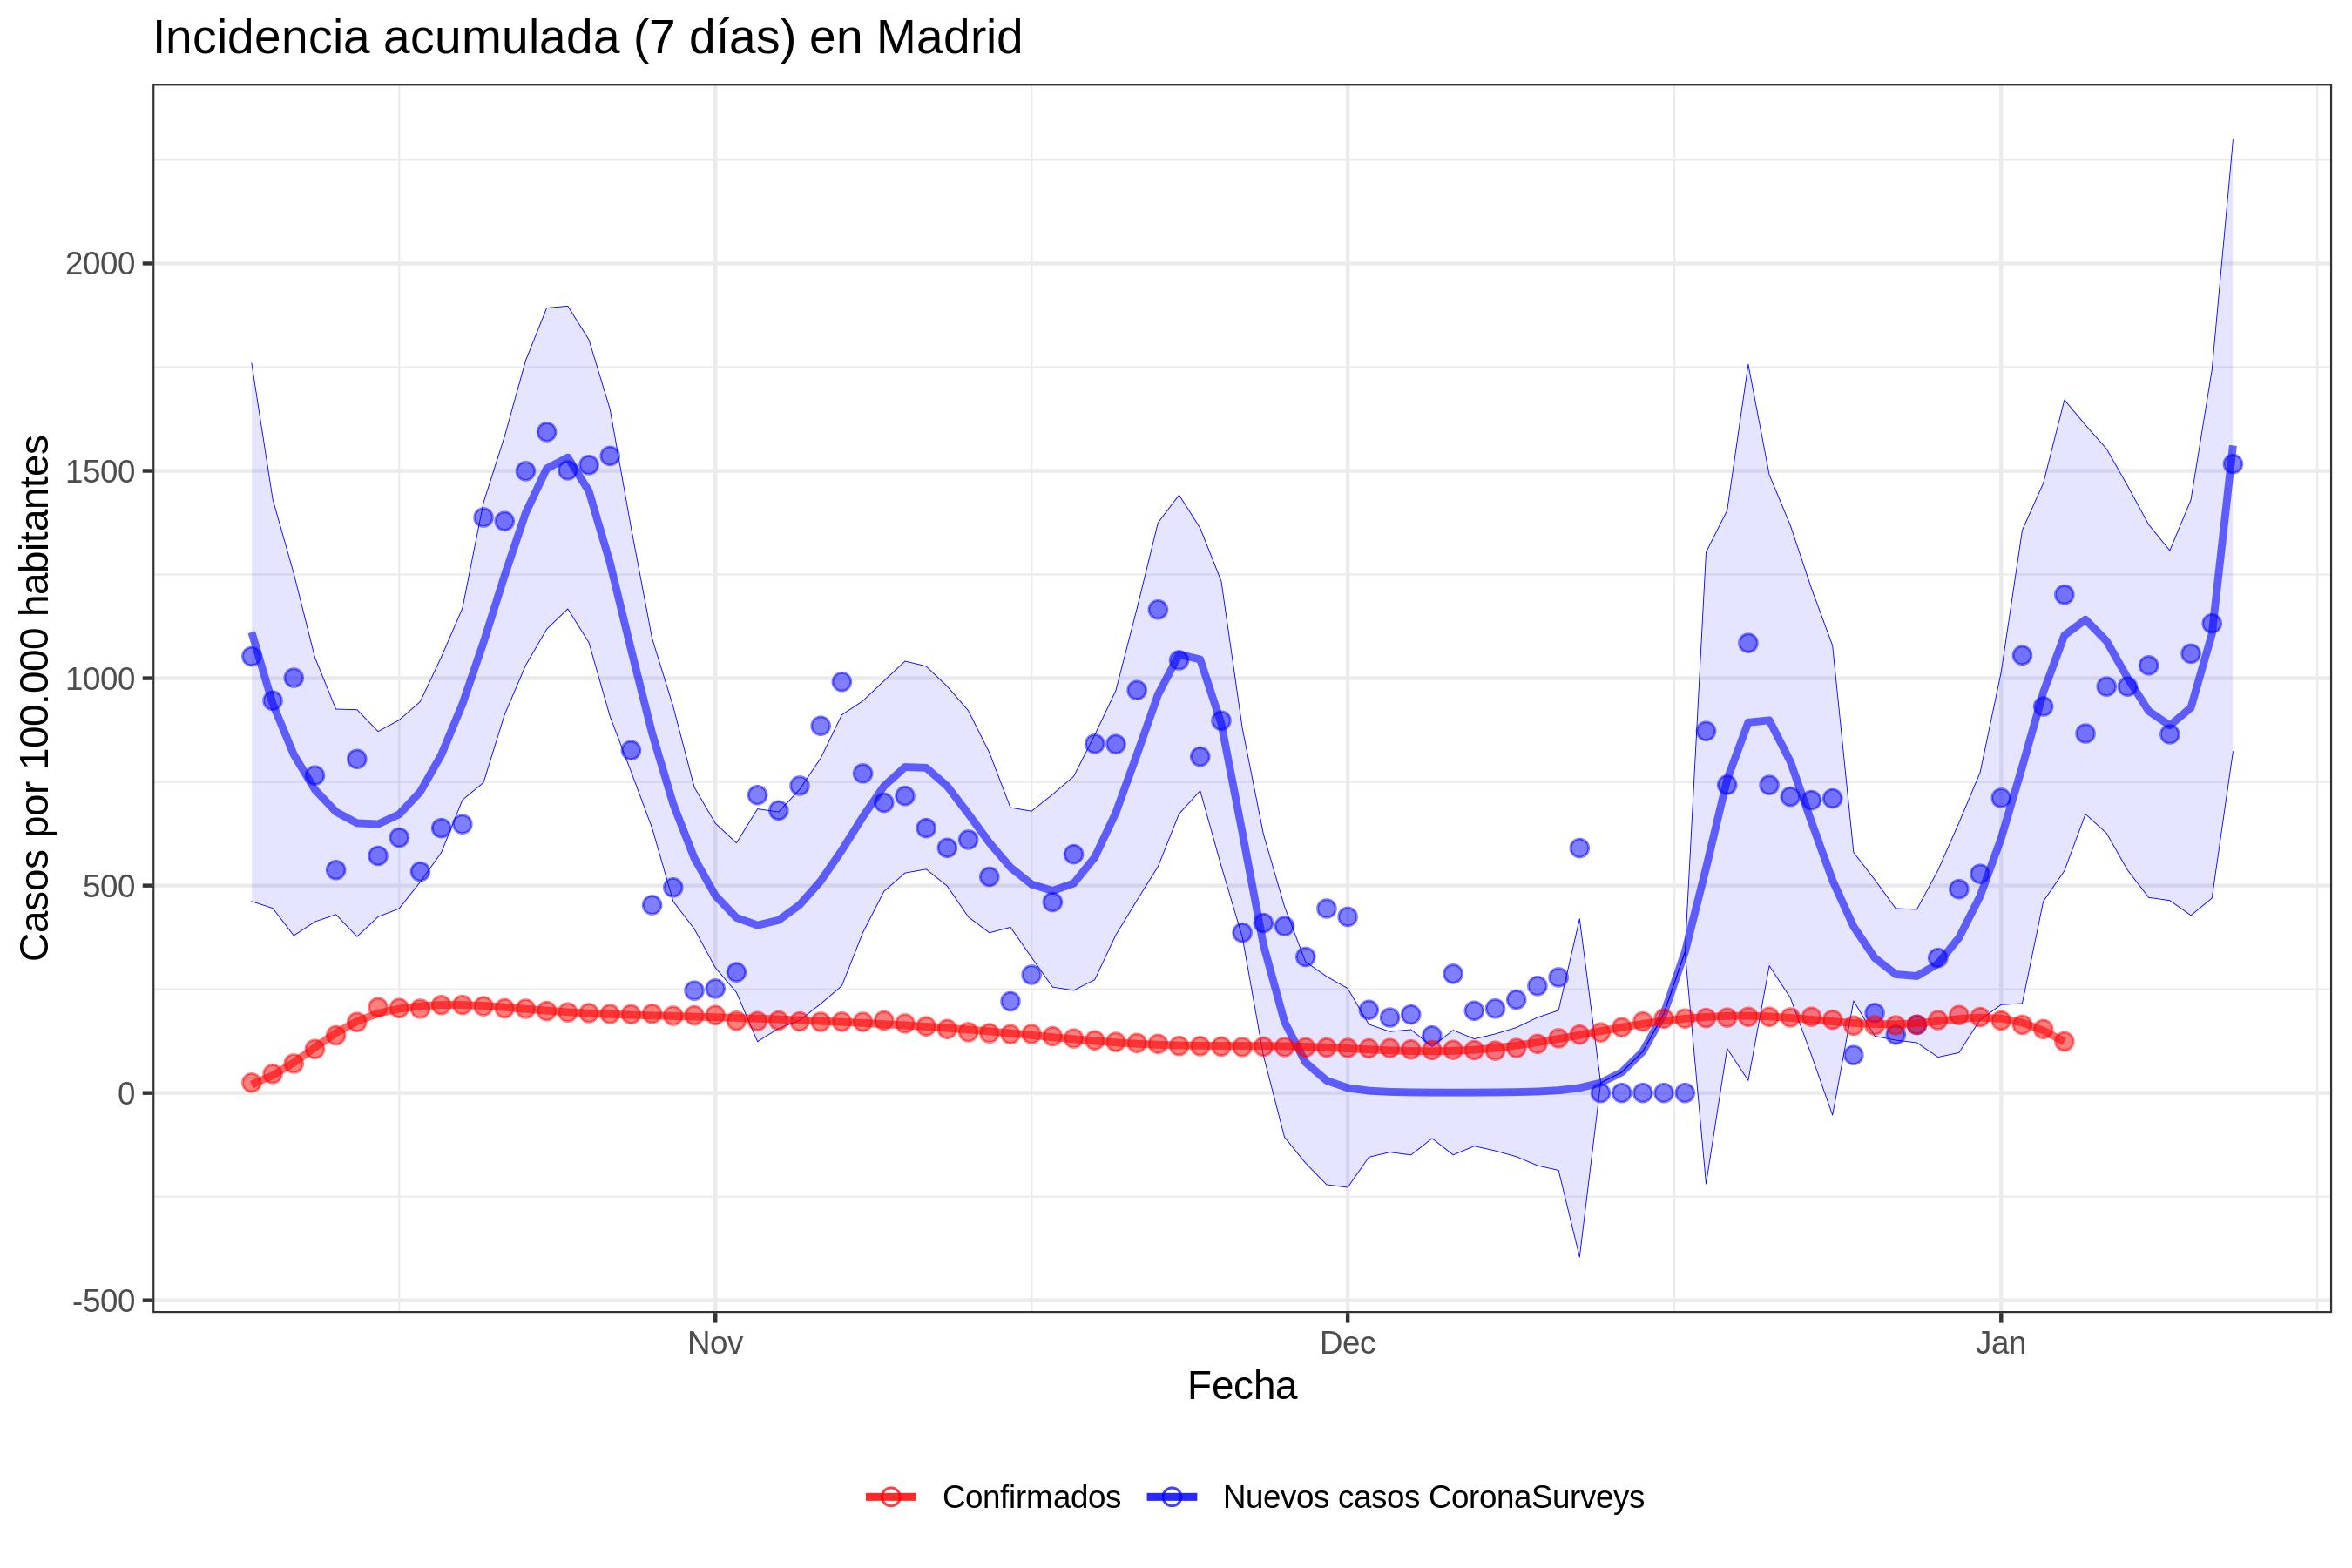 Incidencia acumulada (7 días) en Madrid
Casos por 100.000 habitantes
2000
1500
1000
500
0
-500
Nov
Dec
Jan
Fecha
Confirmados
Nuevos casos CoronaSurveys